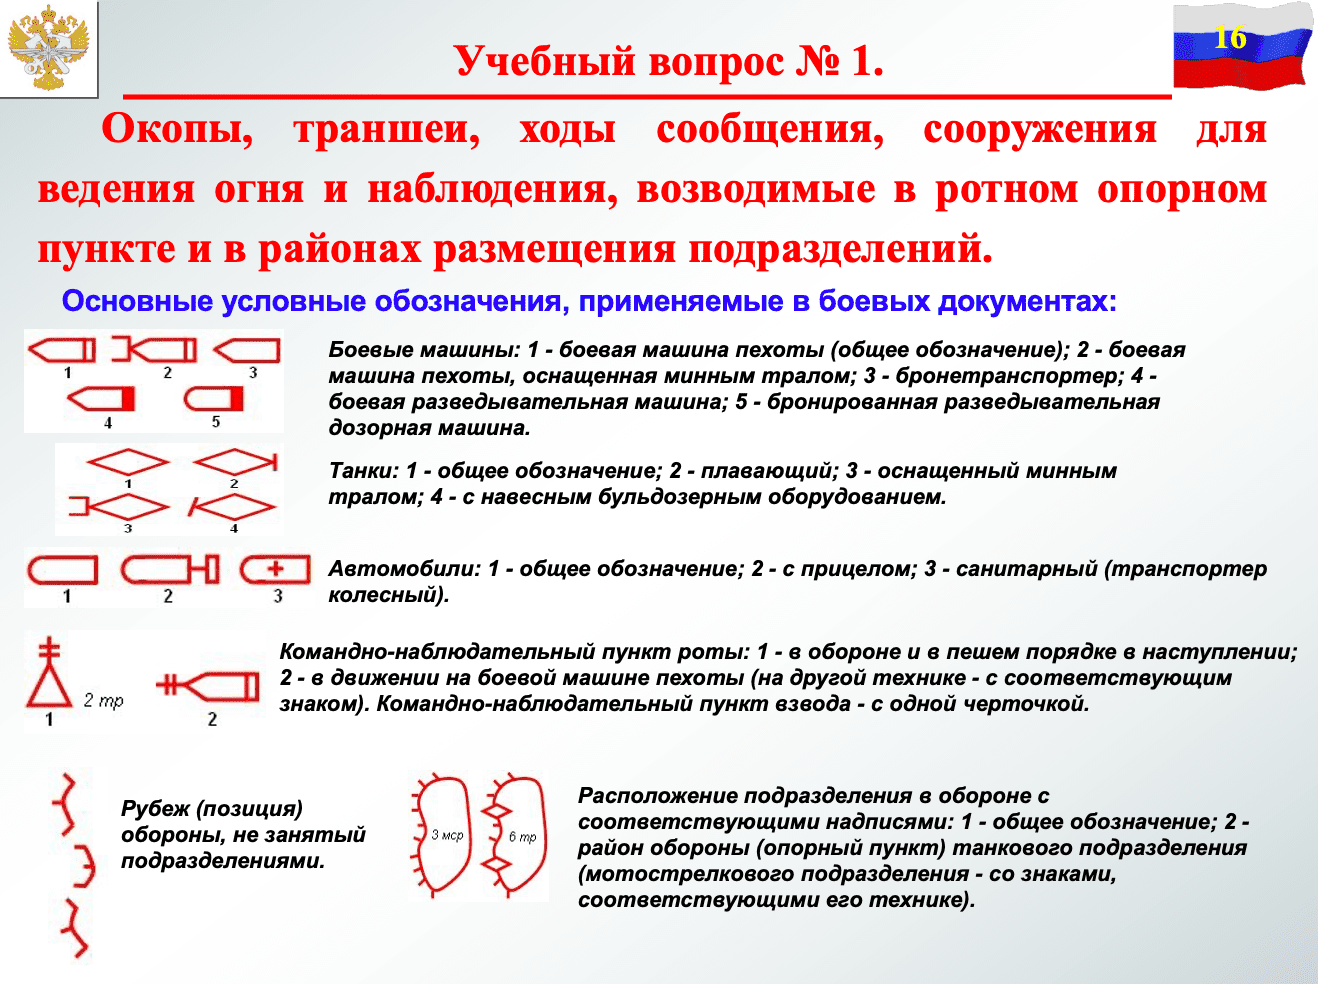 16
Учебный вопрос № 1.
Окопы, траншеи, ходы сообщения, сооружения для
ведения огня и наблюдения, возводимые в ротном опорном
пункте и в районах размещения подразделений.
Основные условные обозначения, применяемые в боевых документах:
1 2 3
4 5
Боевые машины: 1 - боевая машина пехоты (общее обозначение); 2 - боевая
машина пехоты, оснащенная минным тралом; 3 - бронетранспортер; 4 -
боевая разведывательная машина; 5 - бронированная разведывательная
дозорная машина.
1 2
3 4
Танки: 1 - общее обозначение; 2 - плавающий; 3 - оснащенный минным
тралом; 4 - с навесным бульдозерным оборудованием.
1 2 3
Автомобили: 1 - общее обозначение; 2 - с прицелом; 3 - санитарный (транспортер
колесный).
2 тр
1 2
Командно-наблюдательный пункт роты: 1 - в обороне и в пешем порядке в наступлении;
2 - в движении на боевой машине пехоты (на другой технике - с соответствующим
знаком). Командно-наблюдательный пункт взвода - с одной черточкой.
Рубеж (позиция)
обороны, не занятый
подразделениями.
3 мср 6 тр
Расположение подразделения в обороне с
соответствующими надписями: 1 - общее обозначение; 2 -
район обороны (опорный пункт) танкового подразделения
(мотострелкового подразделения - со знаками,
соответствующими его технике).